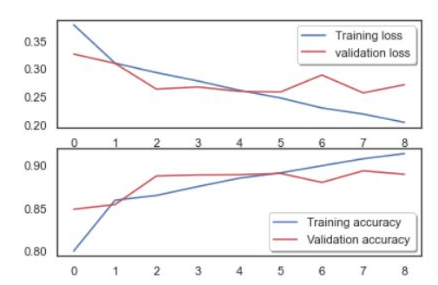 Training loss
validation loss
0.35
0.30
0.25
0.20
0 1 2 3 4 5 6 7 8
0.90
0.85
0.80
Training accuracy
Validation accuracy
0 1 2 3 4 5 6 7 8